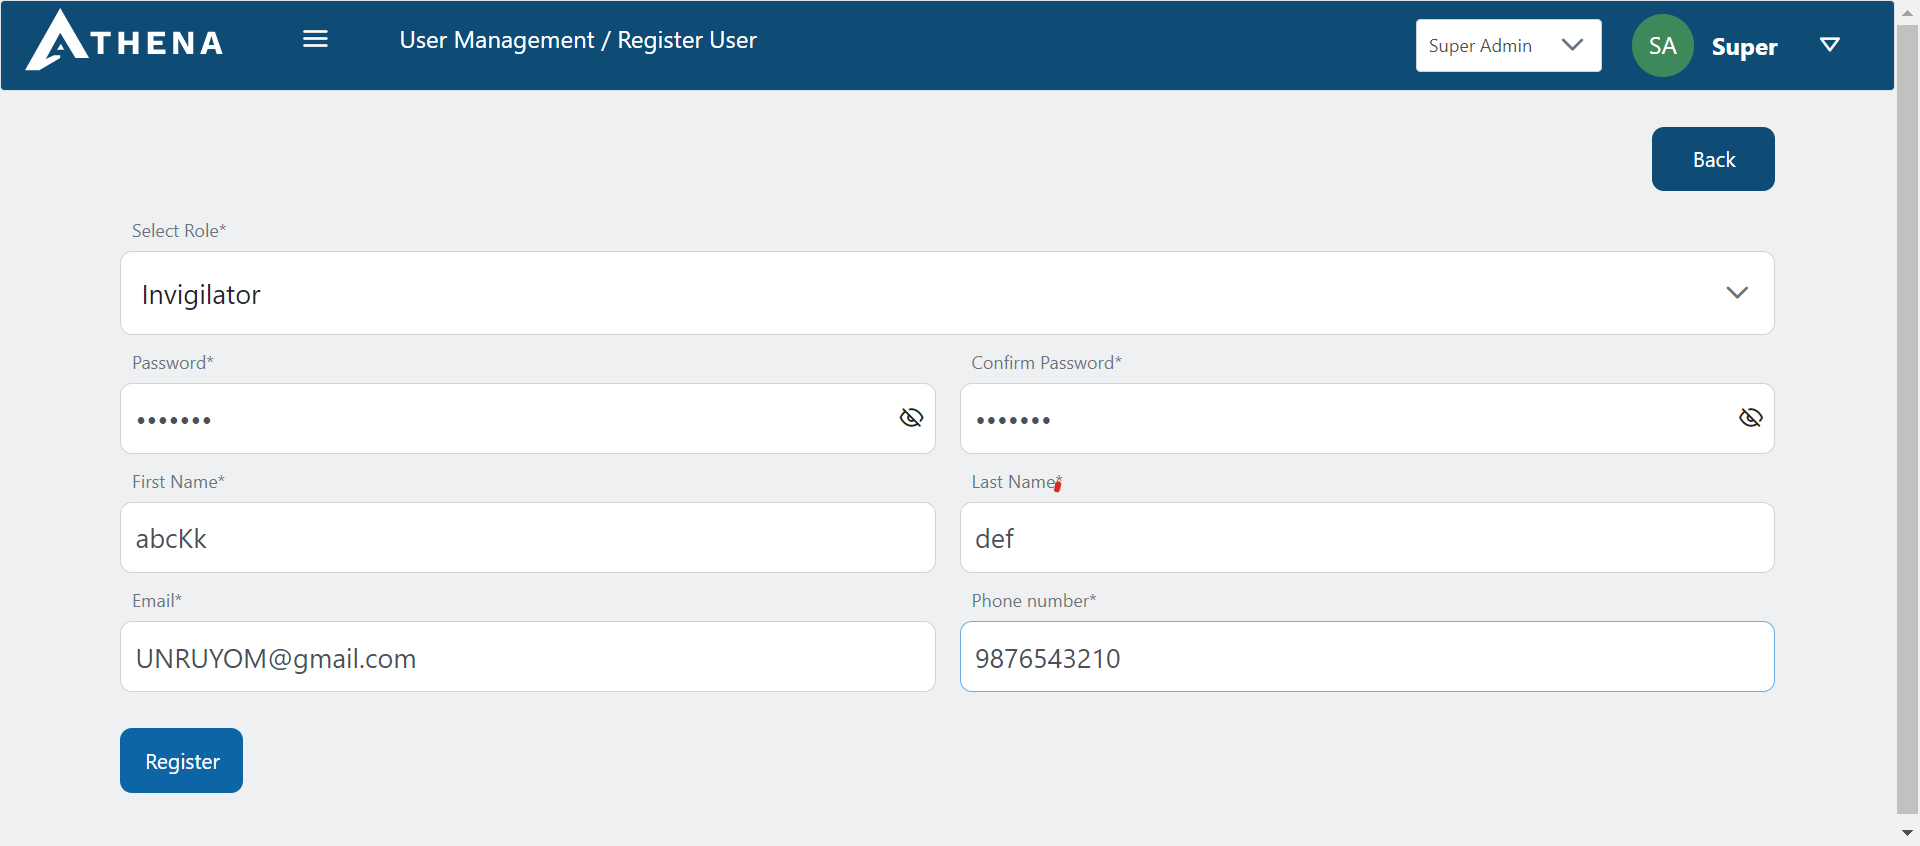 ATHENA
User Management / Register User
Super Admin
SA
Super
Back
Select Role*
Invigilator
Password*
Confirm Password*
•••••••
•••••••
First Name*
Last Name*
abcKk
def
Email*
Phone number*
UNRUYOM@gmail.com
9876543210
Register